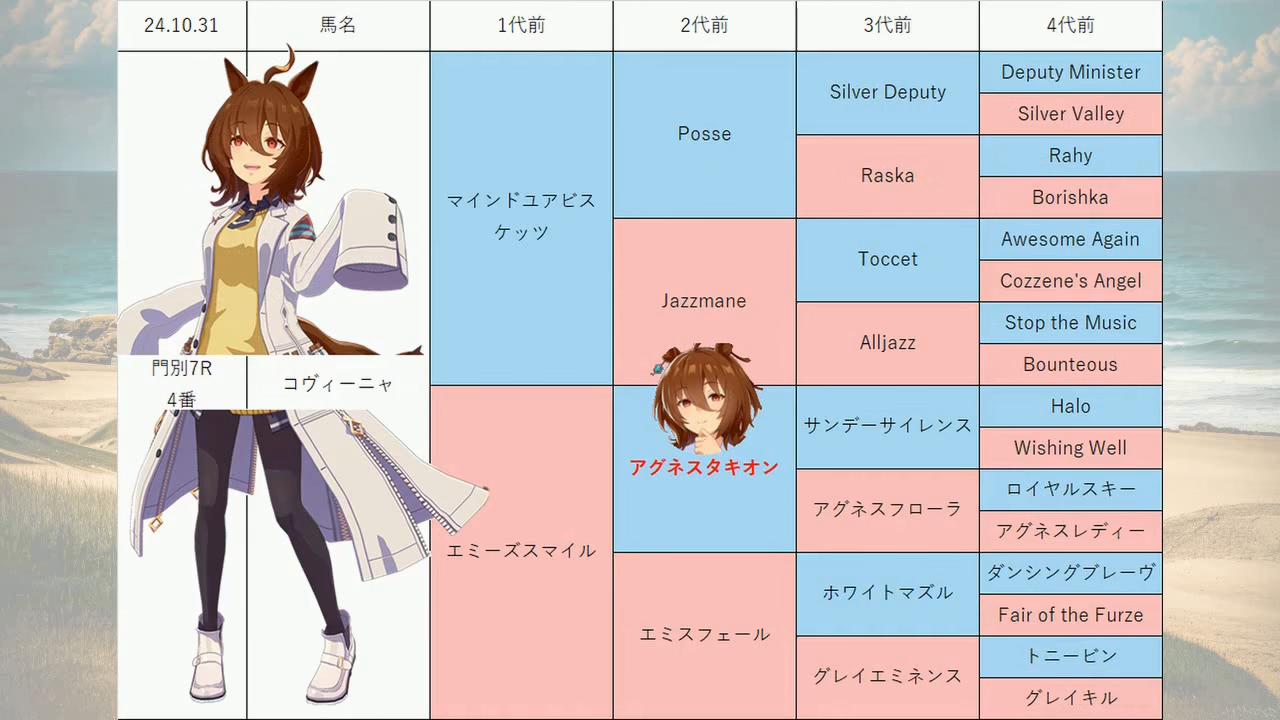 24.10.31
馬名
1代前
2代前
3代前
4代前
門別7R
4番
コヴィーニャ
マインドユアビス
ケッツ
エミーズスマイル
Posse
Jazzmane
アグネスタキオン
エミスフェール
Silver Deputy
Raska
Toccet
Alljazz
サンデーサイレンス
アグネスフローラ
ホワイトマズル
グレイエミネンス
Deputy Minister
Silver Valley
Rahy
Borishka
Awesome Again
Cozzene's Angel
Stop the Music
Bounteous
Halo
Wishing Well
ロイヤルスキー
アグネスレディー
ダンシングブレーヴ
Fair of the Furze
トニービン
グレイキル